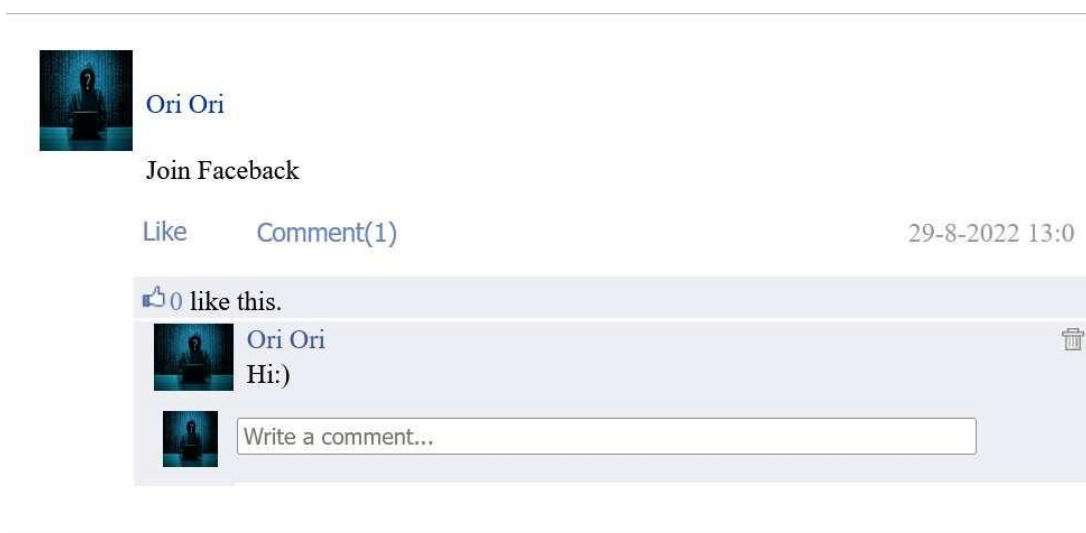 Ori Ori
Join Faceback
Like Comment(1) 29-8-2022 13:0
0 like this.
Ori Ori
Hi:)
Write a comment...